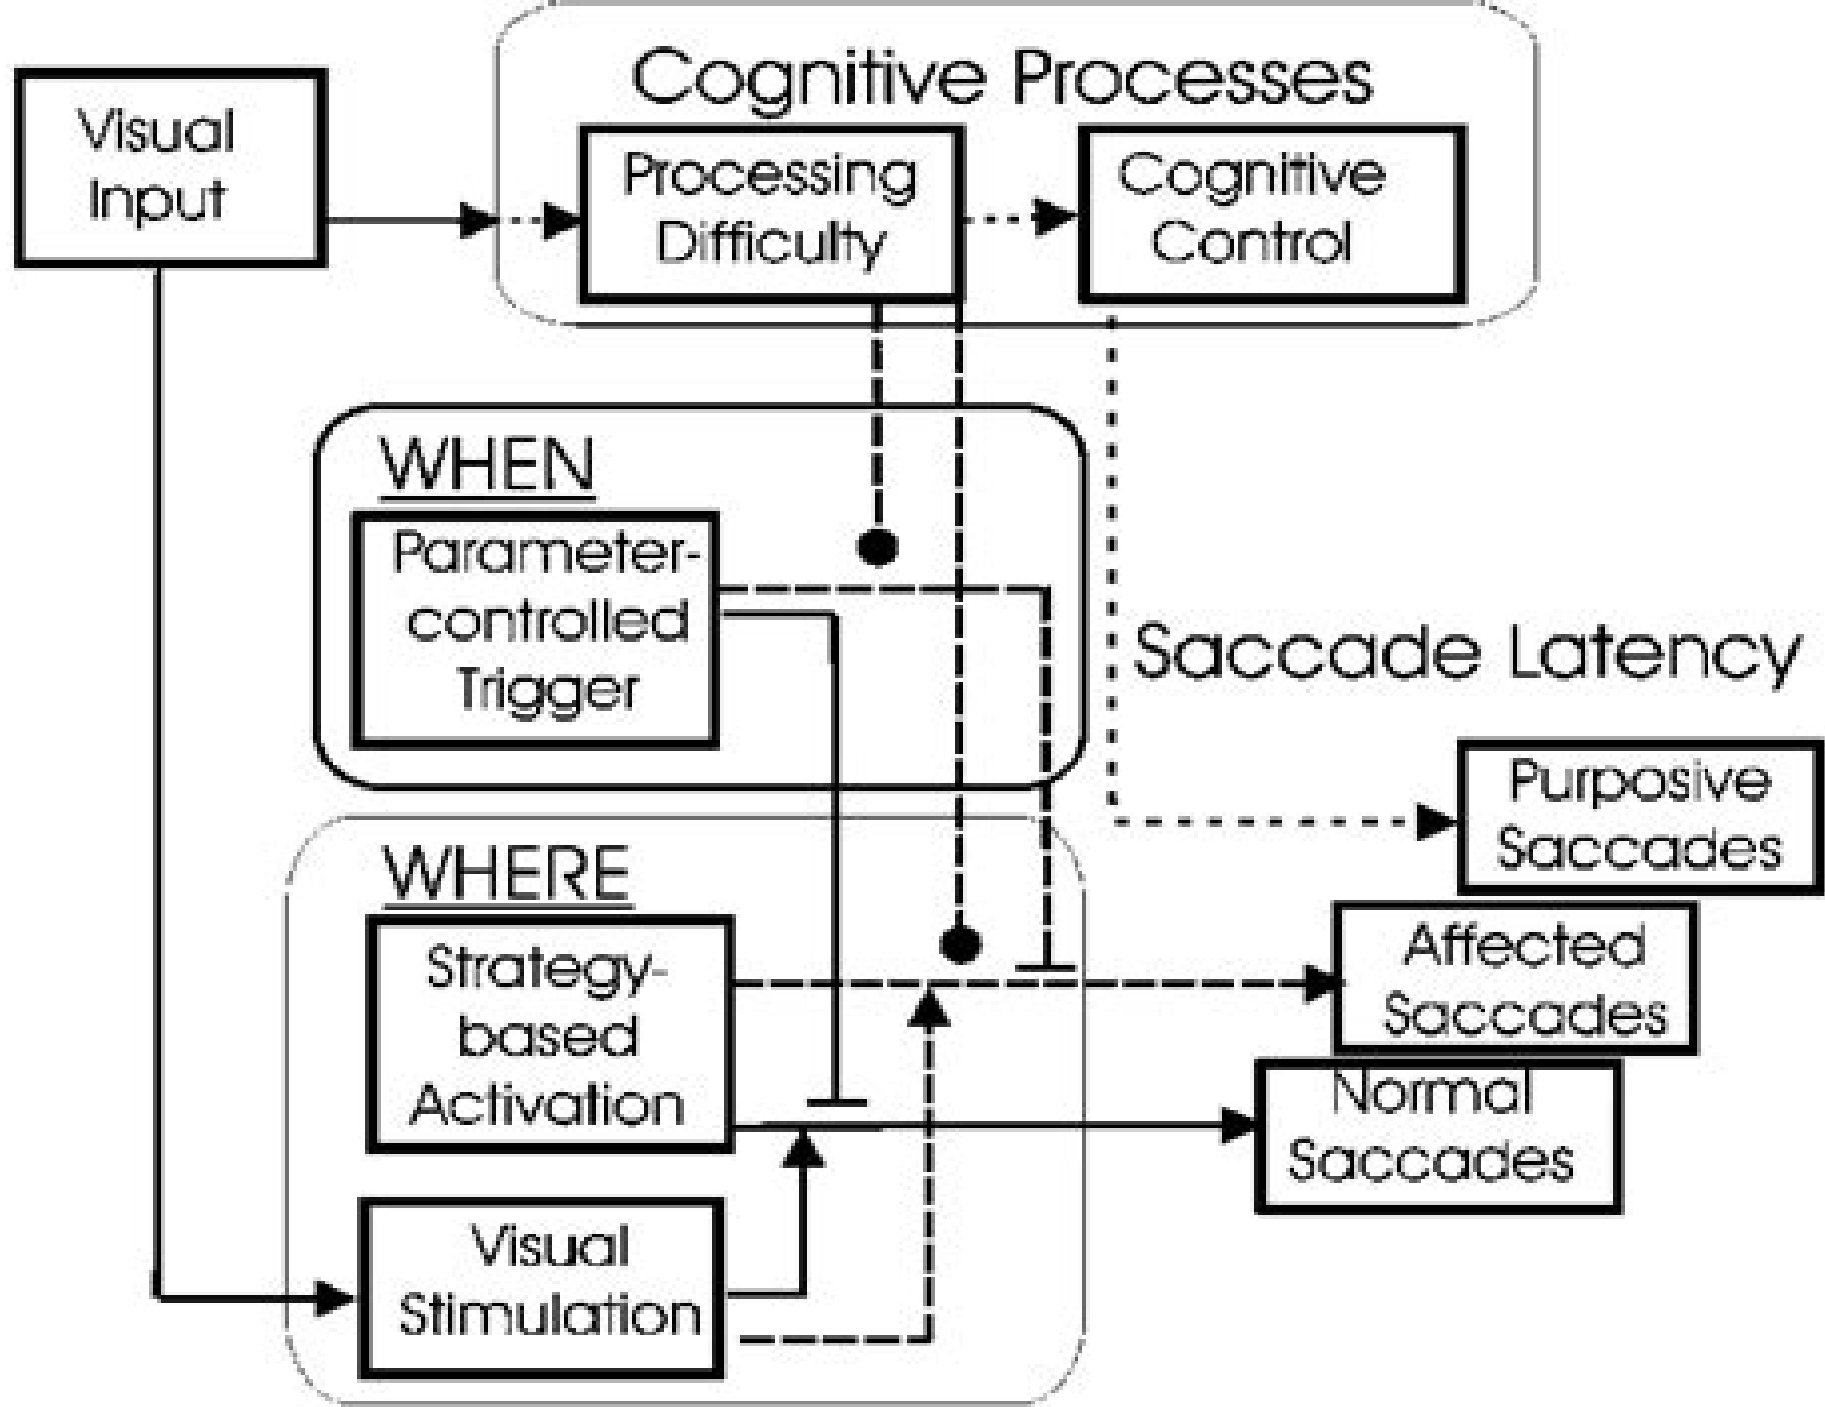 Cognitive Processes
Visual
Input
Processing
Difficulty
Cognitive
Control
WHEN
Parameter-
controlled
Trigger
Saccade Latency
Purposive
Saccades
WHERE
Strategy-
based
Activation
Affected
Saccades
Normal
Saccades
Visual
Stimulation